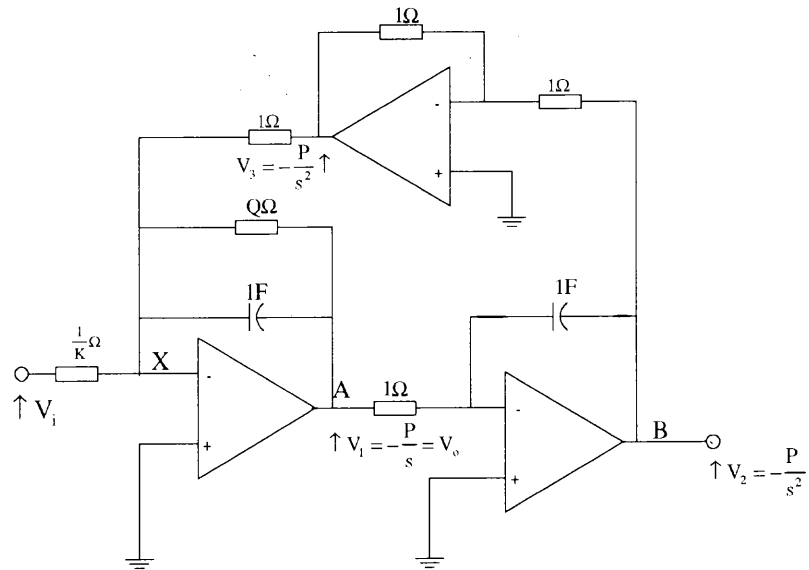 1Ω
1Ω
1Ω
-
+
V₃ = -P/s² ↑
QΩ
1F
1F
1/K Ω
X
-
+
A
1Ω
-
+
B
↑ Vᵢ
↑ V₁ = -P/s = Vₒ
↑ V₂ = -P/s²